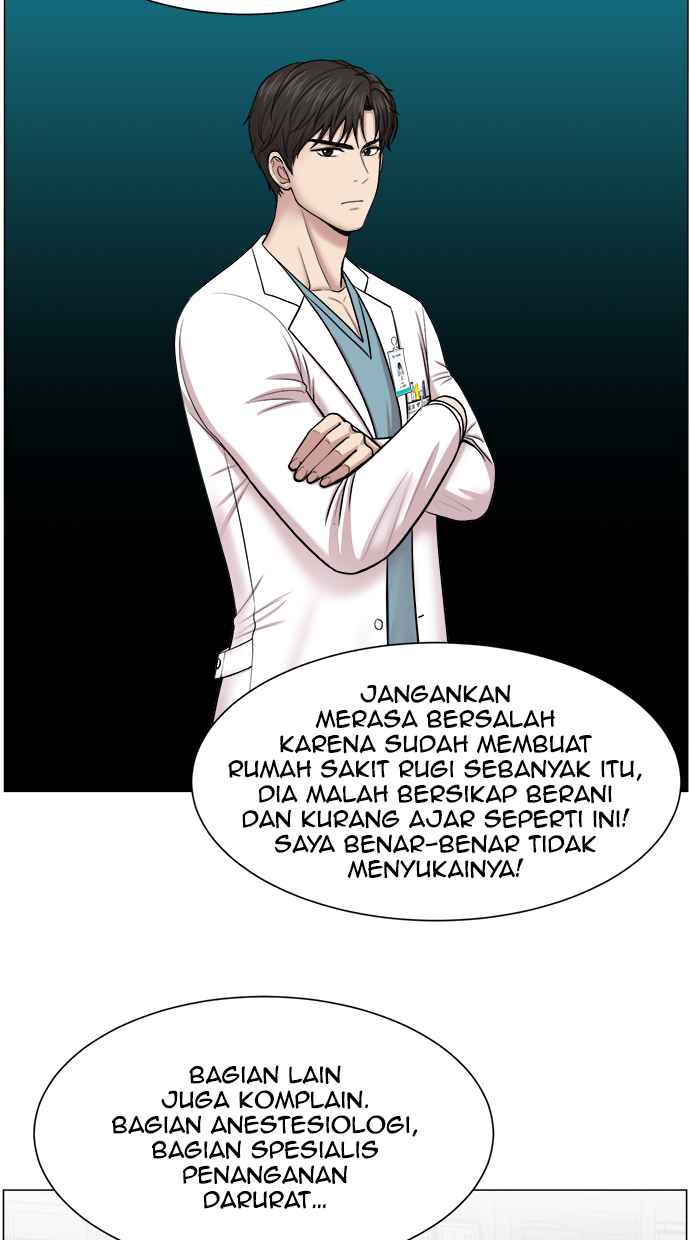 JANGANKAN
MERASA BERSALAH
KARENA SUDAH MEMBUAT
RUMAH SAKIT RUGI SEBANYAK ITU,
DIA MALAH BERSIKAP BERANI
DAN KURANG AJAR SEPERTI INI!
SAYA BENAR-BENAR TIDAK
MENYUKAINYA!
BAGIAN LAIN
JUGA KOMPLAIN.
BAGIAN ANESTESIOLOGI,
BAGIAN SPESIALIS
PENANGANAN
DARURAT...